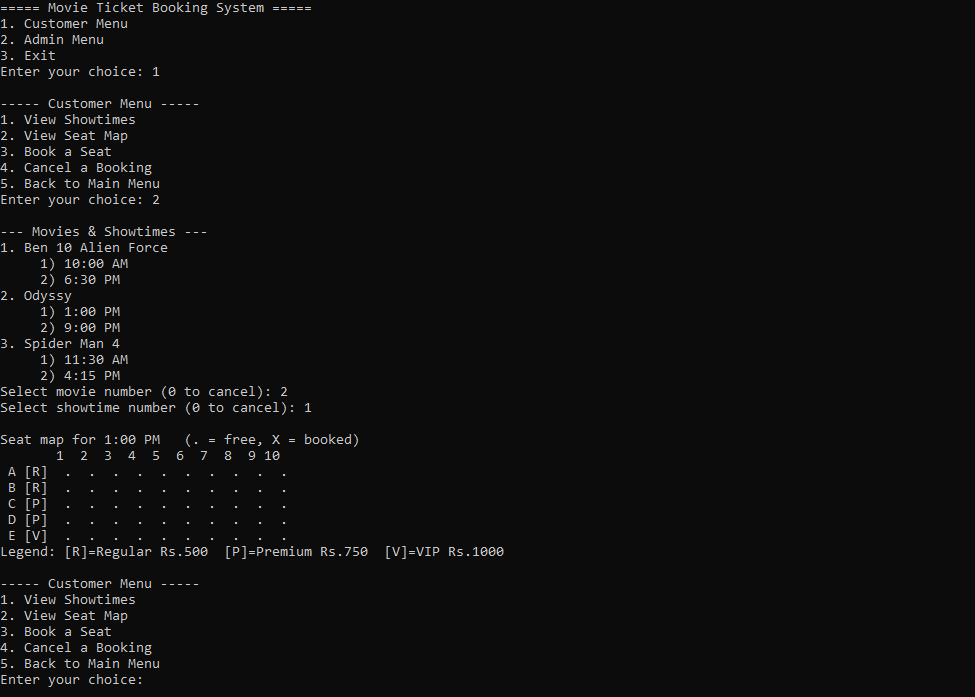 ===== Movie Ticket Booking System =====
1. Customer Menu
2. Admin Menu
3. Exit
Enter your choice: 1

----- Customer Menu -----
1. View Showtimes
2. View Seat Map
3. Book a Seat
4. Cancel a Booking
5. Back to Main Menu
Enter your choice: 2

--- Movies & Showtimes ---
1. Ben 10 Alien Force
     1) 10:00 AM
     2) 6:30 PM
2. Odyssy
     1) 1:00 PM
     2) 9:00 PM
3. Spider Man 4
     1) 11:30 AM
     2) 4:15 PM
Select movie number (0 to cancel): 2
Select showtime number (0 to cancel): 1

Seat map for 1:00 PM   (. = free, X = booked)
       1  2  3  4  5  6  7  8  9 10
 A [R]  .  .  .  .  .  .  .  .  .  .
 B [R]  .  .  .  .  .  .  .  .  .  .
 C [P]  .  .  .  .  .  .  .  .  .  .
 D [P]  .  .  .  .  .  .  .  .  .  .
 E [V]  .  .  .  .  .  .  .  .  .  .
Legend: [R]=Regular Rs.500  [P]=Premium Rs.750  [V]=VIP Rs.1000

----- Customer Menu -----
1. View Showtimes
2. View Seat Map
3. Book a Seat
4. Cancel a Booking
5. Back to Main Menu
Enter your choice: